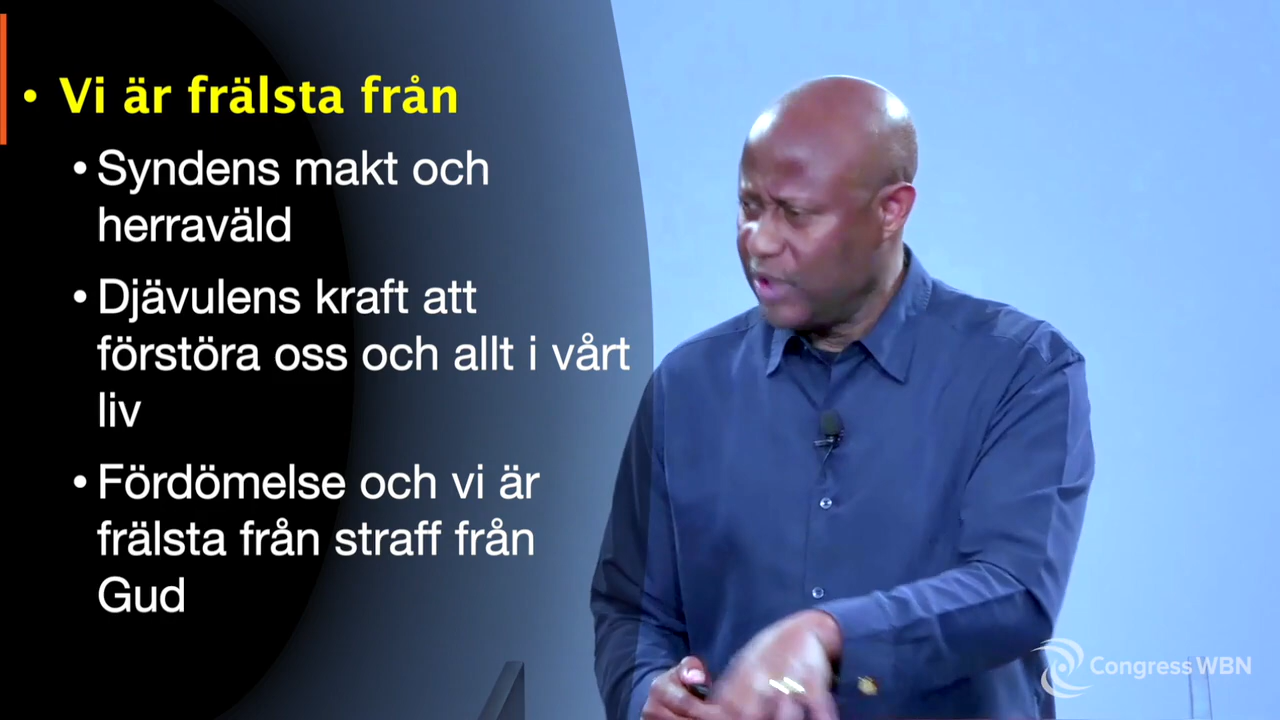 • Vi är frälsta från
• Syndens makt och
herraväld
• Djävulens kraft att
förstöra oss och allt i vårt
liv
• Fördömelse och vi är
frälsta från straff från
Gud
Congress WBN